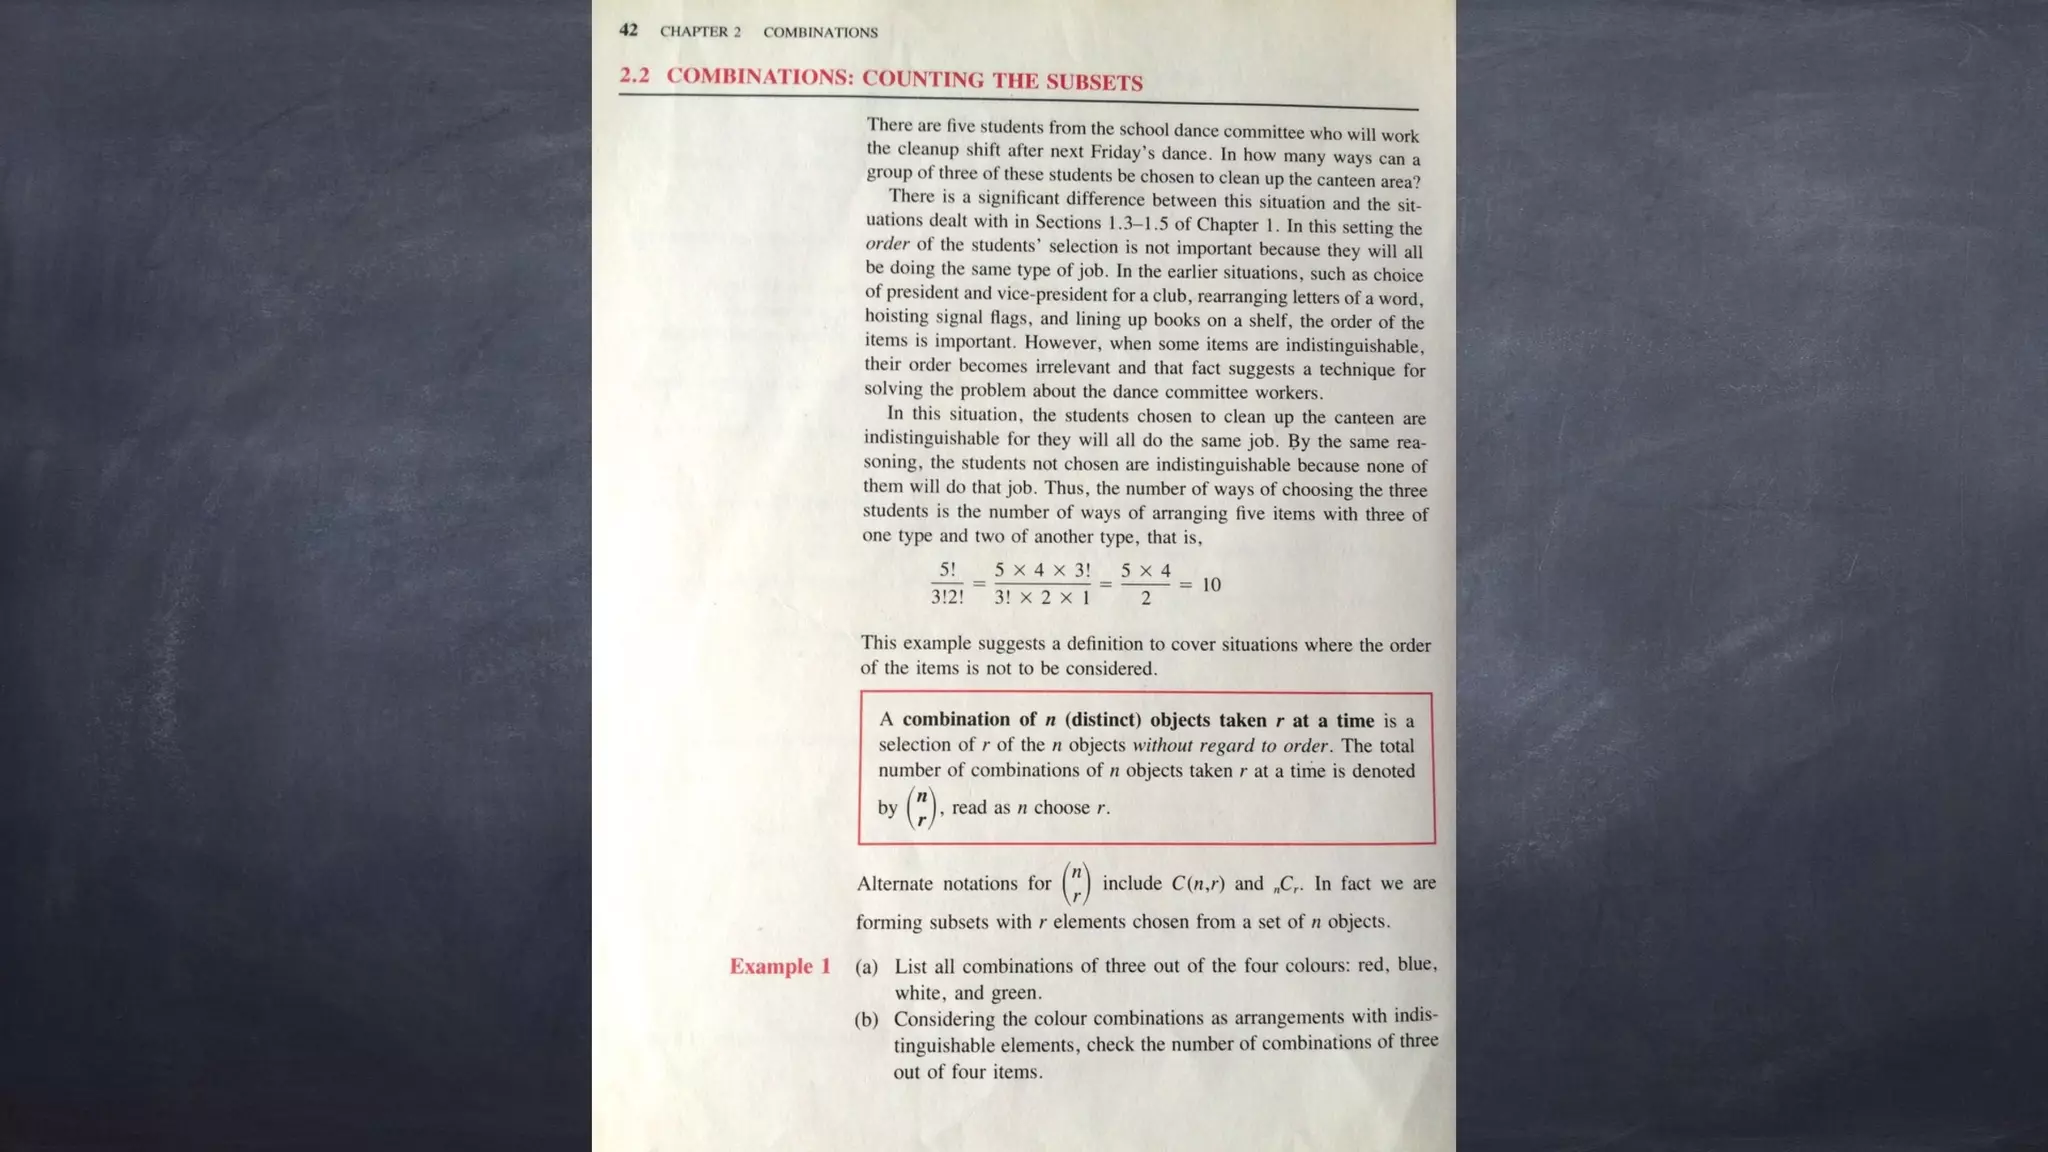 42 CHAPTER 2 COMBINATIONS
2.2 COMBINATIONS: COUNTING THE SUBSETS
There are five students from the school dance committee who will work
the cleanup shift after next Friday's dance. In how many ways can a
group of three of these students be chosen to clean up the canteen area?
There is a significant difference between this situation and the sit-
uations dealt with in Sections 1.3–1.5 of Chapter 1. In this setting the
order of the students' selection is not important because they will all
be doing the same type of job. In the earlier situations, such as choice
of president and vice-president for a club, rearranging letters of a word,
hoisting signal flags, and lining up books on a shelf, the order of the
items is important. However, when some items are indistinguishable,
their order becomes irrelevant and that fact suggests a technique for
solving the problem about the dance committee workers.
In this situation, the students chosen to clean up the canteen are
indistinguishable for they will all do the same job. By the same rea-
soning, the students not chosen are indistinguishable because none of
them will do that job. Thus, the number of ways of choosing the three
students is the number of ways of arranging five items with three of
one type and two of another type, that is,
5!/3!2! = 5 × 4 × 3!/3! × 2 × 1 = 5 × 4/2 = 10
This example suggests a definition to cover situations where the order
of the items is not to be considered.
A combination of n (distinct) objects taken r at a time is a
selection of r of the n objects without regard to order. The total
number of combinations of n objects taken r at a time is denoted
by (n r), read as n choose r.
Alternate notations for (n r) include C(n,r) and nCr. In fact we are
forming subsets with r elements chosen from a set of n objects.
Example 1 (a) List all combinations of three out of the four colours: red, blue,
white, and green.
(b) Considering the colour combinations as arrangements with indis-
tinguishable elements, check the number of combinations of three
out of four items.